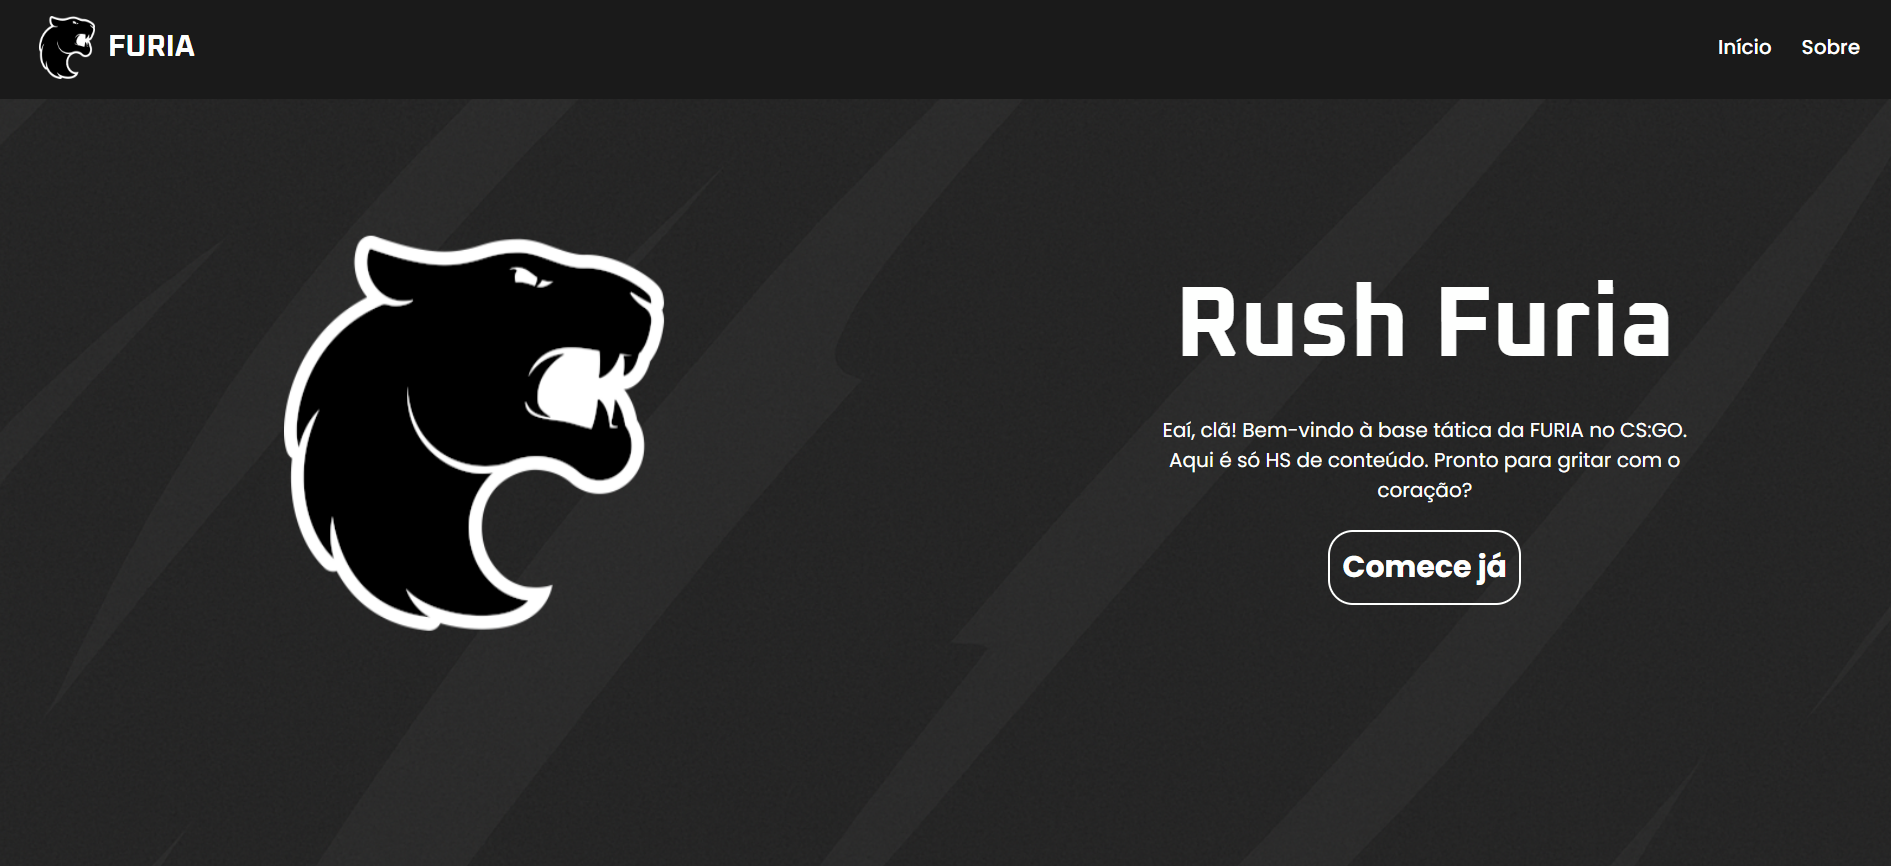 FURIA
Início
Sobre
Rush Furia
Eaí, clã! Bem-vindo à base tática da FURIA no CS:GO.
Aqui é só HS de conteúdo. Pronto para gritar com o
coração?
Comece já